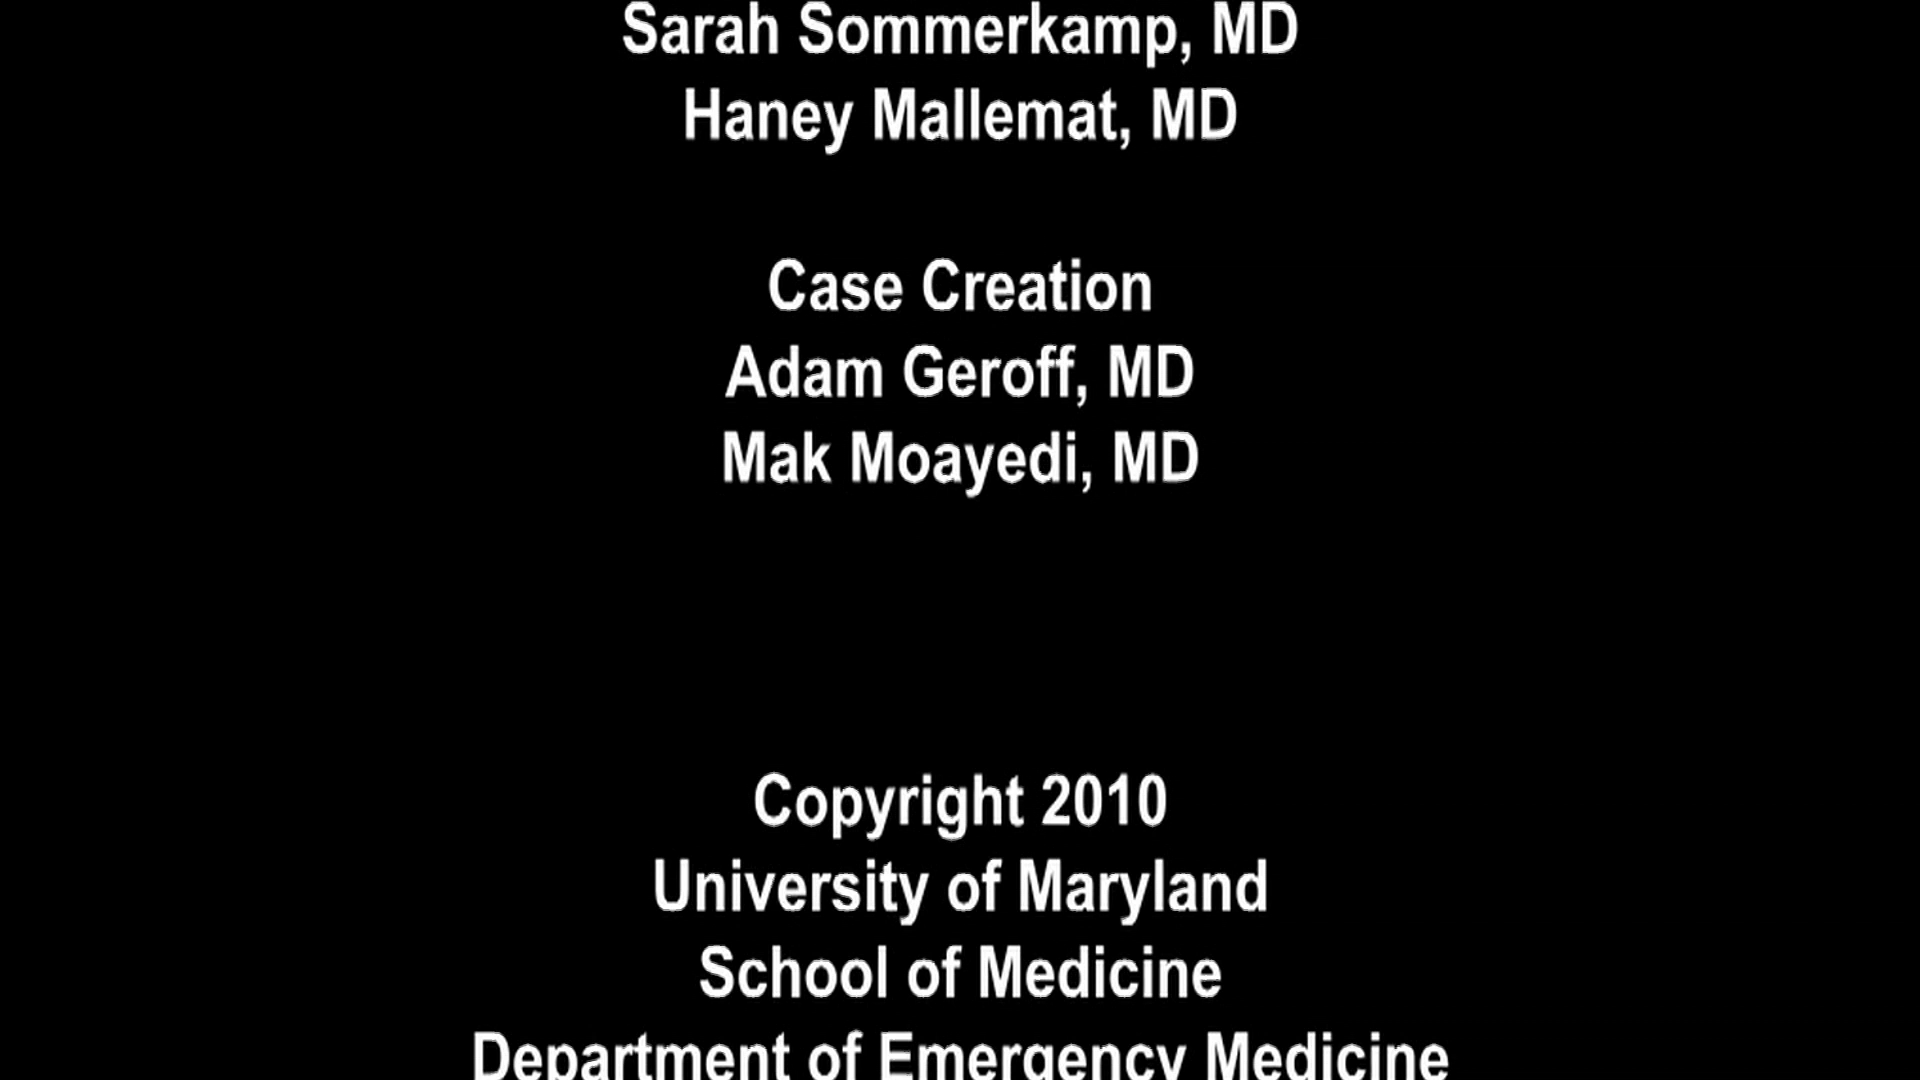 Sarah Sommerkamp, MD
Haney Mallemat, MD
Case Creation
Adam Geroff, MD
Mak Moayedi, MD
Copyright 2010
University of Maryland
School of Medicine
Department of Emergency Medicine